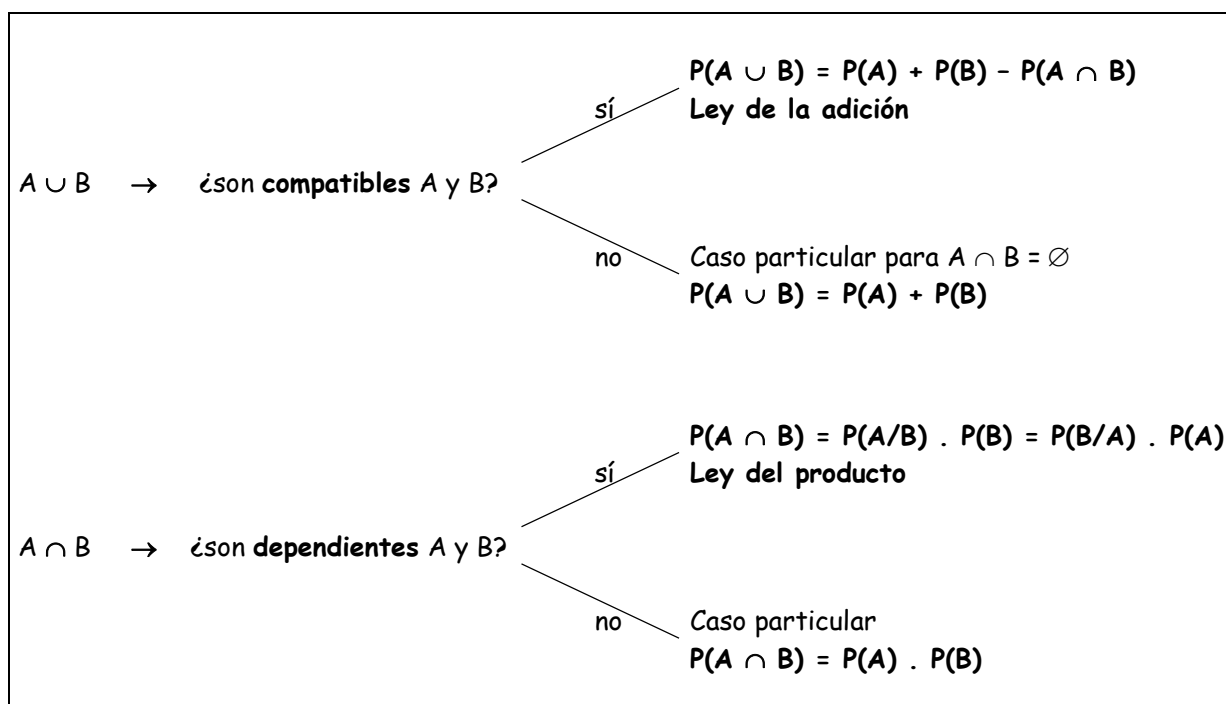 P(A ∪ B) = P(A) + P(B) – P(A ∩ B)
sí Ley de la adición
A ∪ B → ¿son compatibles A y B?
no Caso particular para A ∩ B = ∅
P(A ∪ B) = P(A) + P(B)
P(A ∩ B) = P(A/B) . P(B) = P(B/A) . P(A)
sí Ley del producto
A ∩ B → ¿son dependientes A y B?
no Caso particular
P(A ∩ B) = P(A) . P(B)